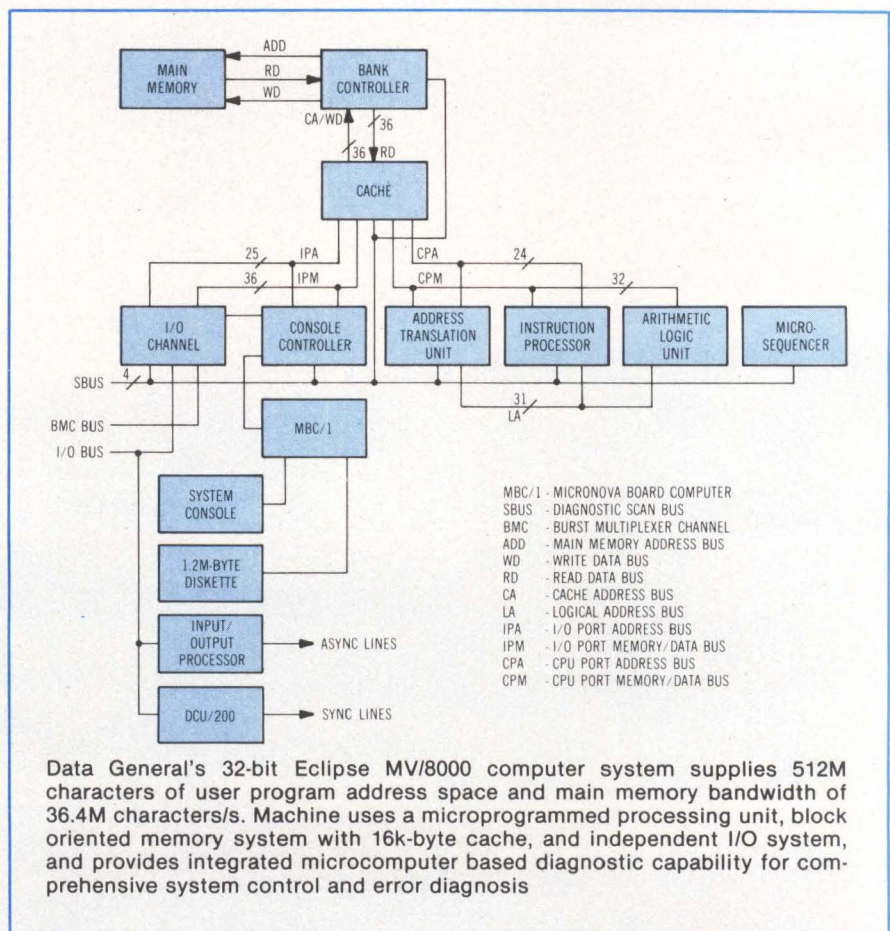 ADD
MAIN
MEMORY
RD
BANK
CONTROLLER
WD
CA/WD
36
36
RD
CACHE
25
IPA
CPA
24
36
IPM
CPM
32
I/O
CHANNEL
CONSOLE
CONTROLLER
ADDRESS
TRANSLATION
UNIT
INSTRUCTION
PROCESSOR
ARITHMETIC
LOGIC
UNIT
MICRO-
SEQUENCER
SBUS
4
31
LA
BMC BUS
I/O BUS
MBC/1
SYSTEM
CONSOLE
1.2M-BYTE
DISKETTE
INPUT/
OUTPUT
PROCESSOR
ASYNC LINES
DCU/200
SYNC LINES
MBC/1 - MICRONOVA BOARD COMPUTER
SBUS - DIAGNOSTIC SCAN BUS
BMC - BURST MULTIPLEXER CHANNEL
ADD - MAIN MEMORY ADDRESS BUS
WD - WRITE DATA BUS
RD - READ DATA BUS
CA - CACHE ADDRESS BUS
LA - LOGICAL ADDRESS BUS
IPA - I/O PORT ADDRESS BUS
IPM - I/O PORT MEMORY/DATA BUS
CPA - CPU PORT ADDRESS BUS
CPM - CPU PORT MEMORY/DATA BUS
Data General's 32-bit Eclipse MV/8000 computer system supplies 512M
characters of user program address space and main memory bandwidth of
36.4M characters/s. Machine uses a microprogrammed processing unit, block
oriented memory system with 16k-byte cache, and independent I/O system,
and provides integrated microcomputer based diagnostic capability for com-
prehensive system control and error diagnosis